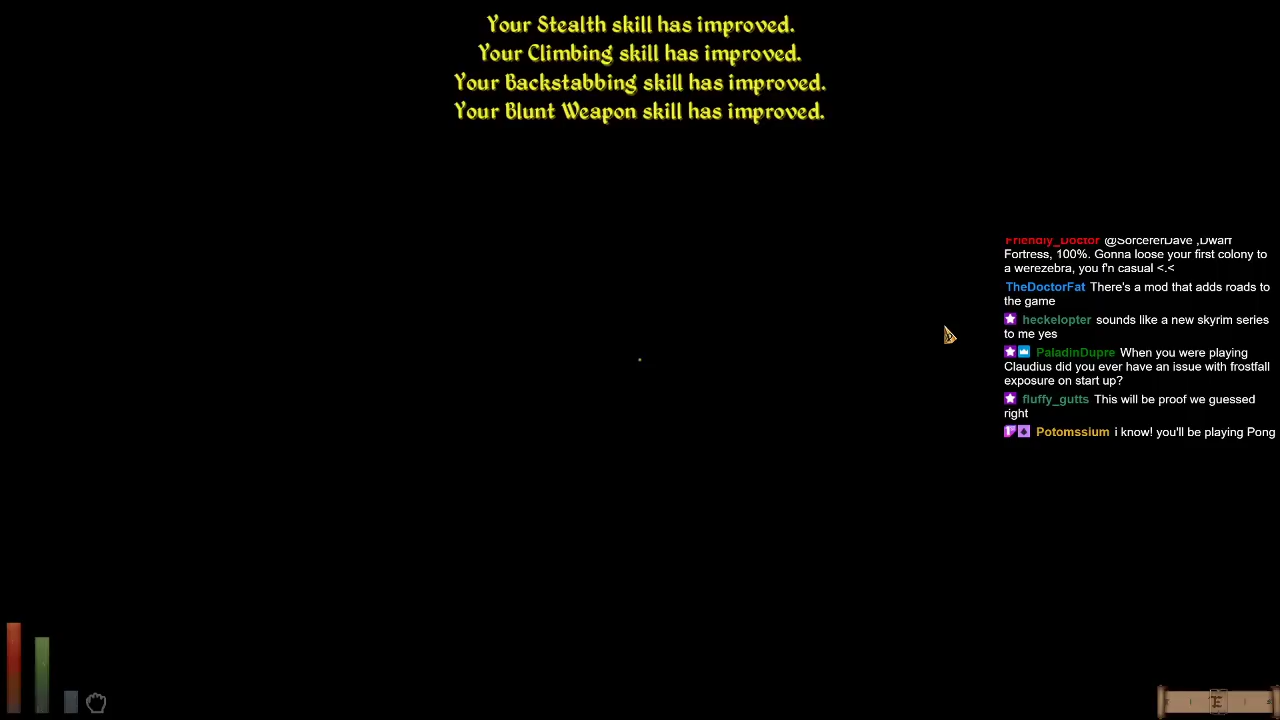 Your Stealth skill has improved.
Your Climbing skill has improved.
Your Backstabbing skill has improved.
Your Blunt Weapon skill has improved.
Friendly_Doctor @SorcererDave ,Dwarf
Fortress, 100%. Gonna loose your first colony to
a werezebra, you f'n casual <.<
TheDoctorFat There's a mod that adds roads to
the game
heckelopter sounds like a new skyrim series
to me yes
PaladinDupre When you were playing
Claudius did you ever have an issue with frostfall
exposure on start up?
fluffy_gutts This will be proof we guessed
right
Potomssium i know! you'll be playing Pong
E